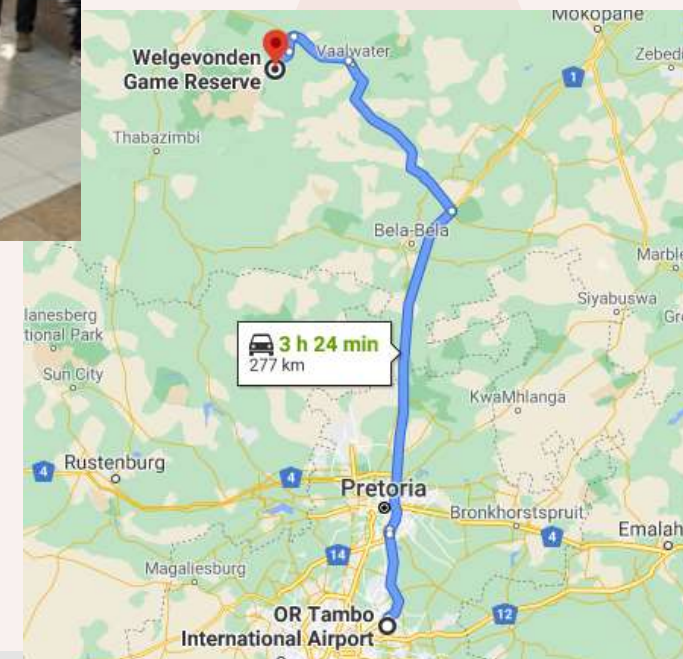 Mokopane
Welgevonden
Game Reserve
Vaalwater
Zebedi
1
Thabazimbi
Bela-Bela
Marble
lanesberg
tional Park
Siyabuswa
Gr
3 h 24 min
277 km
Sun City
KwaMhlanga
4
Rustenburg
4
Pretoria
Bronkhorstspruit
4
Emalah
14
Magaliesburg
12
OR Tambo
International Airport